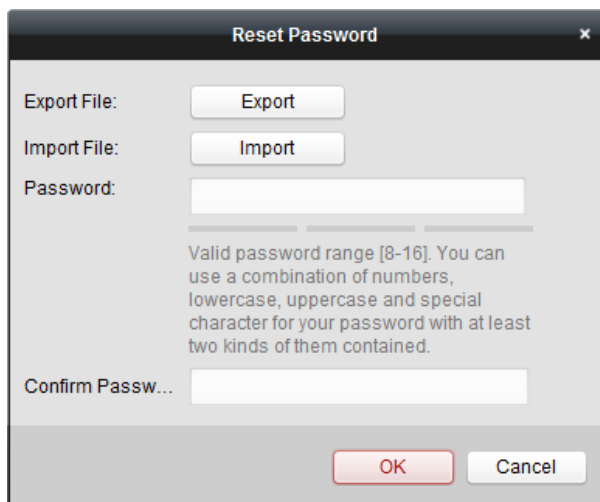 Reset Password ×
Export File: Export
Import File: Import
Password:
Valid password range [8-16]. You can
use a combination of numbers,
lowercase, uppercase and special
character for your password with at least
two kinds of them contained.
Confirm Passw...
OK Cancel